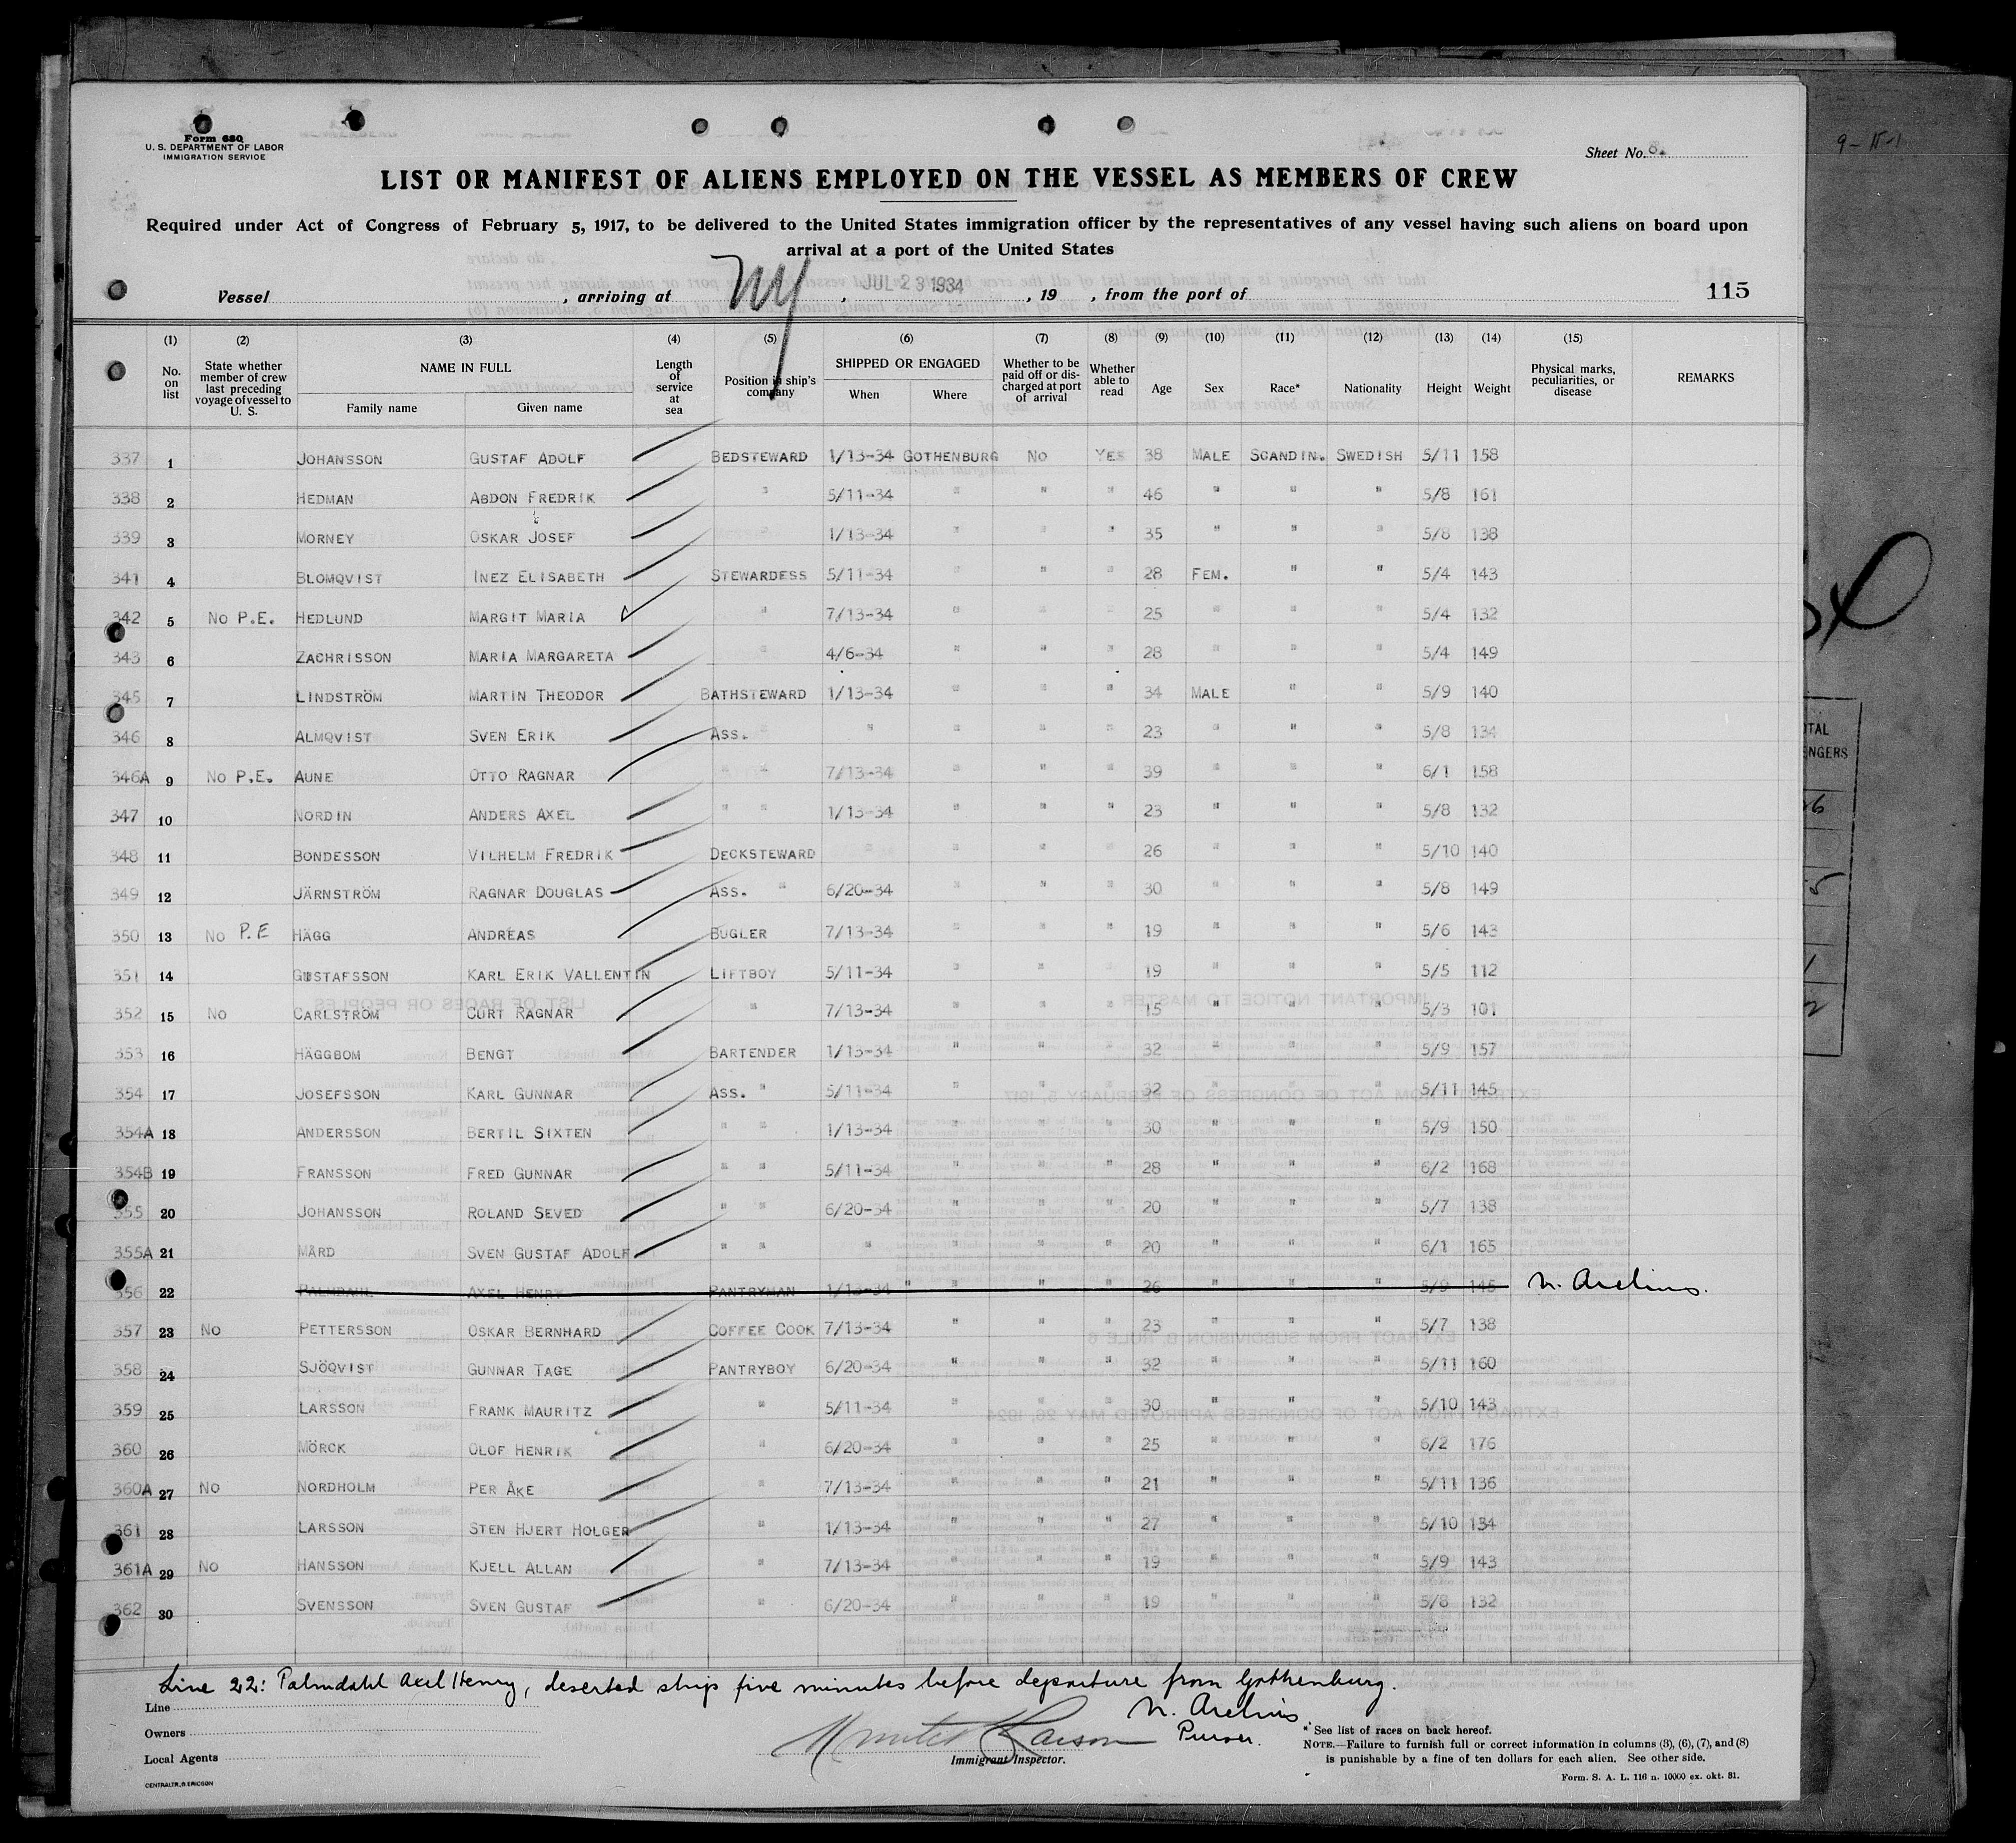 Form 680
U. S. DEPARTMENT OF LABOR
IMMIGRATION SERVICE
Sheet No. 8.
9-15-1
LIST OR MANIFEST OF ALIENS EMPLOYED ON THE VESSEL AS MEMBERS OF CREW
Required under Act of Congress of February 5, 1917, to be delivered to the United States immigration officer by the representatives of any vessel having such aliens on board upon
arrival at a port of the United States
Vessel , arriving at NY , JUL 23 1934 , 19 , from the port of 115
(1) No. on list (2) State whether member of crew last preceding voyage of vessel to U. S. (3) NAME IN FULL Family name Given name (4) Length of service at sea (5) Position in ship's company (6) SHIPPED OR ENGAGED When Where (7) Whether to be paid off or discharged at port of arrival (8) Whether able to read (9) Age (10) Sex (11) Race* (12) Nationality (13) Height (14) Weight (15) Physical marks, peculiarities, or disease REMARKS
337 1 JOHANSSON GUSTAF ADOLF BEDSTEWARD 1/13-34 GOTHENBURG NO YES 38 MALE SCANDIN. SWEDISH 5/11 158
338 2 HEDMAN ABDON FREDRIK " 5/11-34 " " " 46 " " " 5/8 161
339 3 MORNEY OSKAR JOSEF " 1/13-34 " " " 35 " " " 5/8 138
341 4 BLOMQVIST INEZ ELISABETH STEWARDESS 5/11-34 " " " 28 FEM. " " 5/4 143
342 5 NO P.E. HEDLUND MARGIT MARIA " 7/13-34 " " " 25 " " " 5/4 132
343 6 ZACHRISSON MARIA MARGARETA " 4/6-34 " " " 28 " " " 5/4 149
345 7 LINDSTRÖM MARTIN THEODOR BATHSTEWARD 1/13-34 " " " 34 MALE " " 5/9 140
346 8 ALMQVIST SVEN ERIK ASS. " " " " " 23 " " " 5/8 134
346A 9 NO P.E. AUNE OTTO RAGNAR " " 7/13-34 " " " 39 " " " 6/1 158
347 10 NORDIN ANDERS AXEL " " 1/13-34 " " " 23 " " " 5/8 132
348 11 BONDESSON VILHELM FREDRIK DECKSTEWARD " " " " 26 " " " 5/10 140
349 12 JÄRNSTRÖM RAGNAR DOUGLAS ASS. " 6/20-34 " " " 30 " " " 5/8 149
350 13 NO P.E HÄGG ANDREAS BUGLER 7/13-34 " " " 19 " " " 5/6 143
351 14 GUSTAFSSON KARL ERIK VALLENTIN LIFTBOY 5/11-34 " " " 19 " " " 5/5 112
352 15 NO CARLSTRÖM CURT RAGNAR " 7/13-34 " " " 15 " " " 5/3 101
353 16 HÄGGBOM BENGT BARTENDER 1/13-34 " " " 32 " " " 5/9 157
354 17 JOSEFSSON KARL GUNNAR ASS. " 5/11-34 " " " 32 " " " 5/11 145
354A 18 ANDERSSON BERTIL SIXTEN " " 1/13-34 " " " 30 " " " 5/9 150
354B 19 FRANSSON FRED GUNNAR " " 5/11-34 " " " 28 " " " 6/2 168
355 20 JOHANSSON ROLAND SEVED " " 6/20-34 " " " 20 " " " 5/7 138
355A 21 MÅRD SVEN GUSTAF ADOLF " " " " " " 20 " " " 6/1 165
356 22 PALMDAHL AXEL HENRY PANTRYMAN 1/13-34 " " " " 26 " " " 5/9 145 N. Arelius.
357 23 NO PETTERSSON OSKAR BERNHARD COFFEE COOK 7/13-34 " " " 23 " " " 5/7 138
358 24 SJÖQVIST GUNNAR TAGE PANTRYBOY 6/20-34 " " " 32 " " " 5/11 160
359 25 LARSSON FRANK MAURITZ " 5/11-34 " " " 30 " " " 5/10 143
360 26 MÖRCK OLOF HENRIK " 6/20-34 " " " 25 " " " 6/2 176
360A 27 NO NORDHOLM PER ÅKE " 7/13-34 " " " 21 " " " 5/11 136
361 28 LARSSON STEN HJERT HOLGER " 1/13-34 " " " 27 " " " 5/10 134
361A 29 NO HANSSON KJELL ALLAN " 7/13-34 " " " 19 " " " 5/9 143
362 30 SVENSSON SVEN GUSTAF " 6/20-34 " " " 19 " " " 5/8 132
Line 22: Palmdahl Axel Henry, deserted ship five minutes before departure from Gothenburg.
N. Arelius.
Purser.
Line
Owners
Local Agents
Immigrant Inspector.
* See list of races on back hereof.
NOTE.—Failure to furnish full or correct information in columns (3), (6), (7), and (8)
is punishable by a fine of ten dollars for each alien. See other side.
CENTRALTR. G. ERICSON
Form. S. A. L. 116 n. 10000 ex. okt. 31.